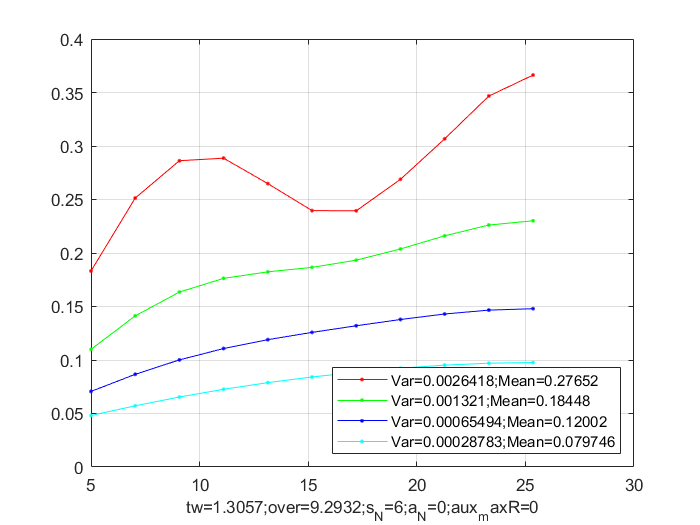 0.4
0.35
0.3
0.25
0.2
0.15
0.1
0.05
0
5 10 15 20 25 30
Var=0.0026418;Mean=0.27652
Var=0.001321;Mean=0.18448
Var=0.00065494;Mean=0.12002
Var=0.00028783;Mean=0.079746
tw=1.3057;over=9.2932;s_N=6;a_N=0;aux_maxR=0